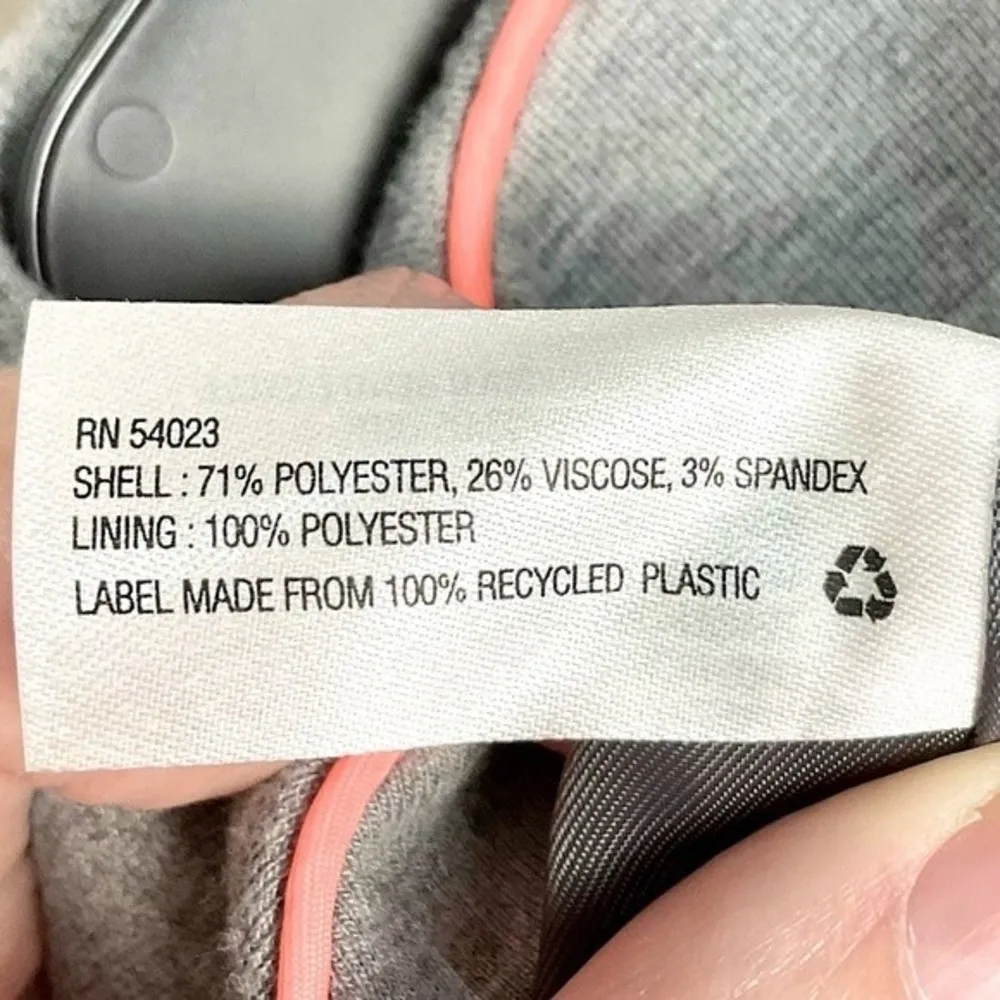 RN 54023
SHELL : 71% POLYESTER, 26% VISCOSE, 3% SPANDEX
LINING : 100% POLYESTER
LABEL MADE FROM 100% RECYCLED PLASTIC